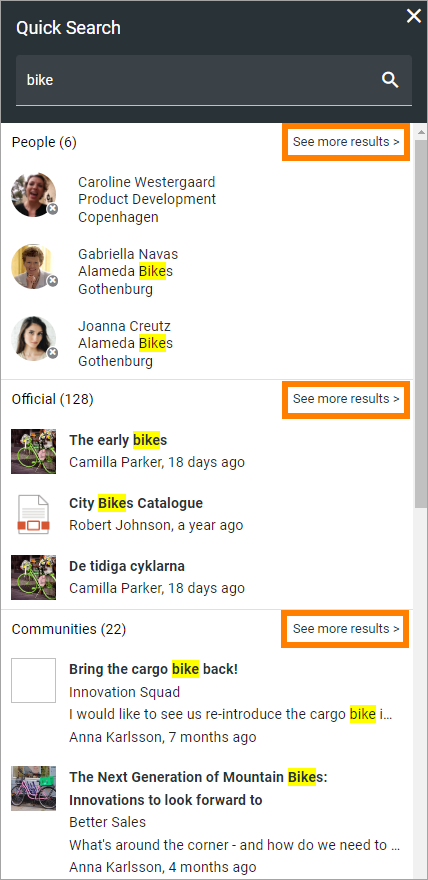 Quick Search
bike
People (6)
See more results >
Caroline Westergaard
Product Development
Copenhagen
Gabriella Navas
Alameda Bikes
Gothenburg
Joanna Creutz
Alameda Bikes
Gothenburg
Official (128)
See more results >
The early bikes
Camilla Parker, 18 days ago
City Bikes Catalogue
Robert Johnson, a year ago
De tidiga cyklarna
Camilla Parker, 18 days ago
Communities (22)
See more results >
Bring the cargo bike back!
Innovation Squad
I would like to see us re-introduce the cargo bike i...
Anna Karlsson, 7 months ago
The Next Generation of Mountain Bikes:
Innovations to look forward to
Better Sales
What's around the corner - and how do we need to ...
Anna Karlsson, 4 months ago